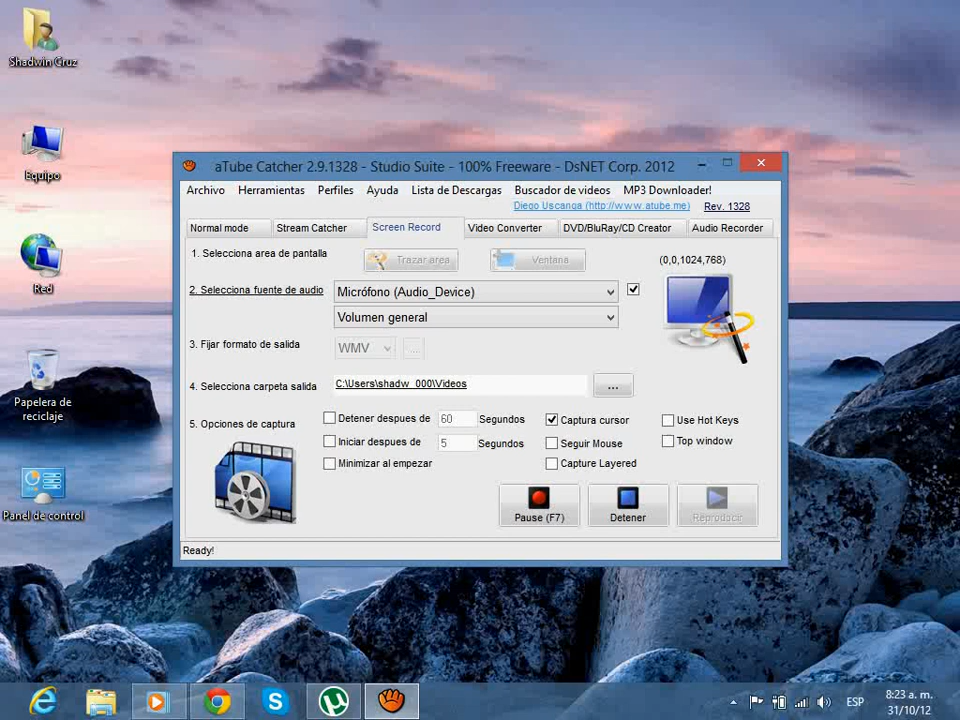 Shadwin Cruz
Equipo
Red
Papelera de
reciclaje
Panel de control
aTube Catcher 2.9.1328 - Studio Suite - 100% Freeware - DsNET Corp. 2012
Archivo Herramientas Perfiles Ayuda Lista de Descargas Buscador de videos MP3 Downloader!
Diego Uscanga (http://www.atube.me) Rev. 1328
Normal mode Stream Catcher Screen Record Video Converter DVD/BluRay/CD Creator Audio Recorder
1. Selecciona area de pantalla Trazar area Ventana (0,0,1024,768)
2. Selecciona fuente de audio Micrófono (Audio_Device)
Volumen general
3. Fijar formato de salida WMV ...
4. Selecciona carpeta salida C:\Users\shadw_000\Videos ...
5. Opciones de captura Detener despues de 60 Segundos Captura cursor Use Hot Keys
Iniciar despues de 5 Segundos Seguir Mouse Top window
Minimizar al empezar Capture Layered
Pause (F7) Detener Reproducir
Ready!
ESP 8:23 a. m.
31/10/12